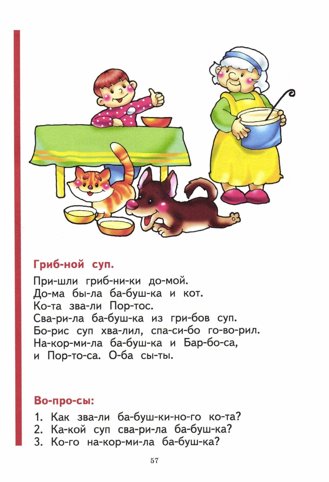 Гриб-ной суп.
При-шли гриб-ни-ки до-мой.
До-ма бы-ла ба-буш-ка и кот.
Ко-та зва-ли Пор-тос.
Сва-ри-ла ба-буш-ка из гри-бов суп.
Бо-рис суп хва-лил, спа-си-бо го-во-рил.
На-кор-ми-ла ба-буш-ка и Бар-бо-са,
и Пор-то-са. О-ба сы-ты.
Во-про-сы:
1. Как зва-ли ба-буш-ки-но-го ко-та?
2. Ка-кой суп сва-ри-ла ба-буш-ка?
3. Ко-го на-кор-ми-ла ба-буш-ка?
57